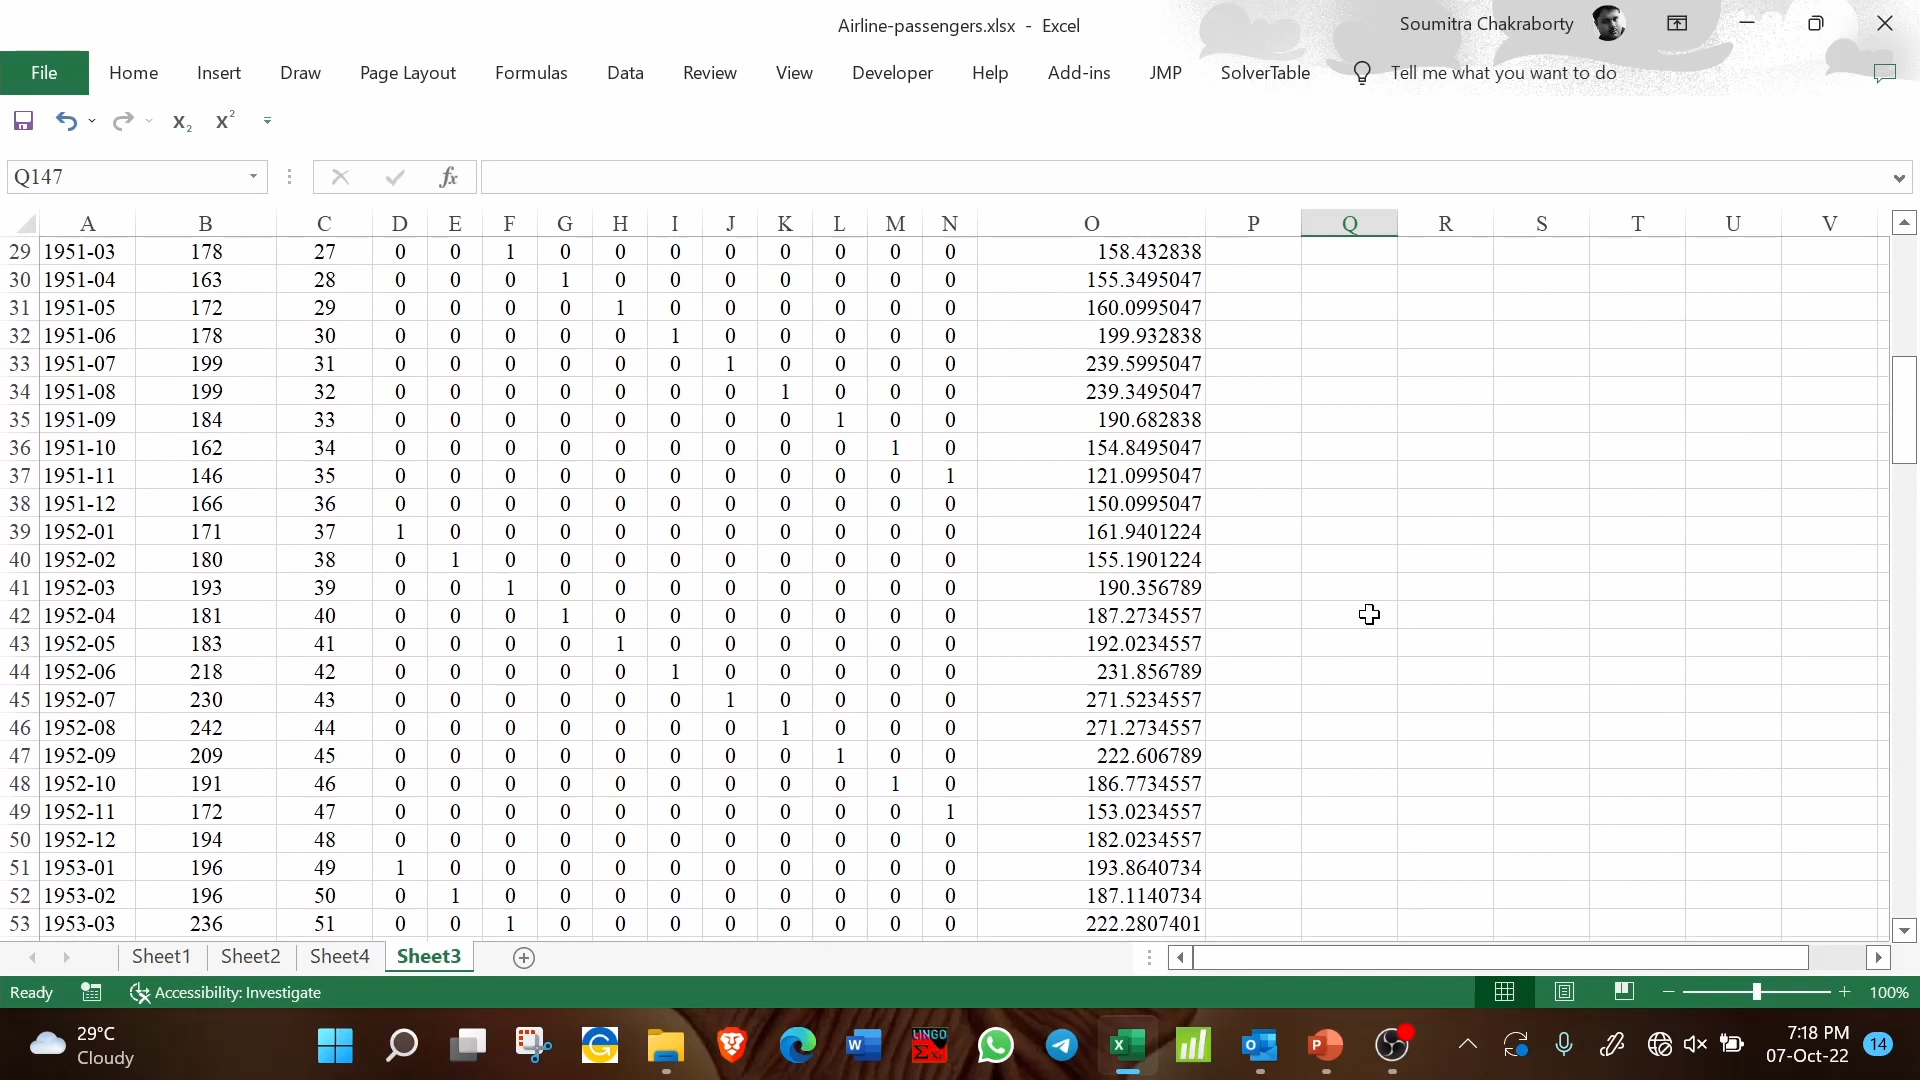 Airline-passengers.xlsx - Excel
Soumitra Chakraborty
File Home Insert Draw Page Layout Formulas Data Review View Developer Help Add-ins JMP SolverTable Tell me what you want to do
X2 X2
Q147 fx
A B C D E F G H I J K L M N O P Q R S T U V
29 1951-03 178 27 0 0 1 0 0 0 0 0 0 0 0 158.432838
30 1951-04 163 28 0 0 0 1 0 0 0 0 0 0 0 155.3495047
31 1951-05 172 29 0 0 0 0 1 0 0 0 0 0 0 160.0995047
32 1951-06 178 30 0 0 0 0 0 1 0 0 0 0 0 199.932838
33 1951-07 199 31 0 0 0 0 0 0 1 0 0 0 0 239.5995047
34 1951-08 199 32 0 0 0 0 0 0 0 1 0 0 0 239.3495047
35 1951-09 184 33 0 0 0 0 0 0 0 0 1 0 0 190.682838
36 1951-10 162 34 0 0 0 0 0 0 0 0 0 1 0 154.8495047
37 1951-11 146 35 0 0 0 0 0 0 0 0 0 0 1 121.0995047
38 1951-12 166 36 0 0 0 0 0 0 0 0 0 0 0 150.0995047
39 1952-01 171 37 1 0 0 0 0 0 0 0 0 0 0 161.9401224
40 1952-02 180 38 0 1 0 0 0 0 0 0 0 0 0 155.1901224
41 1952-03 193 39 0 0 1 0 0 0 0 0 0 0 0 190.356789
42 1952-04 181 40 0 0 0 1 0 0 0 0 0 0 0 187.2734557
43 1952-05 183 41 0 0 0 0 1 0 0 0 0 0 0 192.0234557
44 1952-06 218 42 0 0 0 0 0 1 0 0 0 0 0 231.856789
45 1952-07 230 43 0 0 0 0 0 0 1 0 0 0 0 271.5234557
46 1952-08 242 44 0 0 0 0 0 0 0 1 0 0 0 271.2734557
47 1952-09 209 45 0 0 0 0 0 0 0 0 1 0 0 222.606789
48 1952-10 191 46 0 0 0 0 0 0 0 0 0 1 0 186.7734557
49 1952-11 172 47 0 0 0 0 0 0 0 0 0 0 1 153.0234557
50 1952-12 194 48 0 0 0 0 0 0 0 0 0 0 0 182.0234557
51 1953-01 196 49 1 0 0 0 0 0 0 0 0 0 0 193.8640734
52 1953-02 196 50 0 1 0 0 0 0 0 0 0 0 0 187.1140734
53 1953-03 236 51 0 0 1 0 0 0 0 0 0 0 0 222.2807401
Sheet1 Sheet2 Sheet4 Sheet3
Ready Accessibility: Investigate 100%
29°C
Cloudy
W
LINGO
X
O
P
7:18 PM
07-Oct-22
14